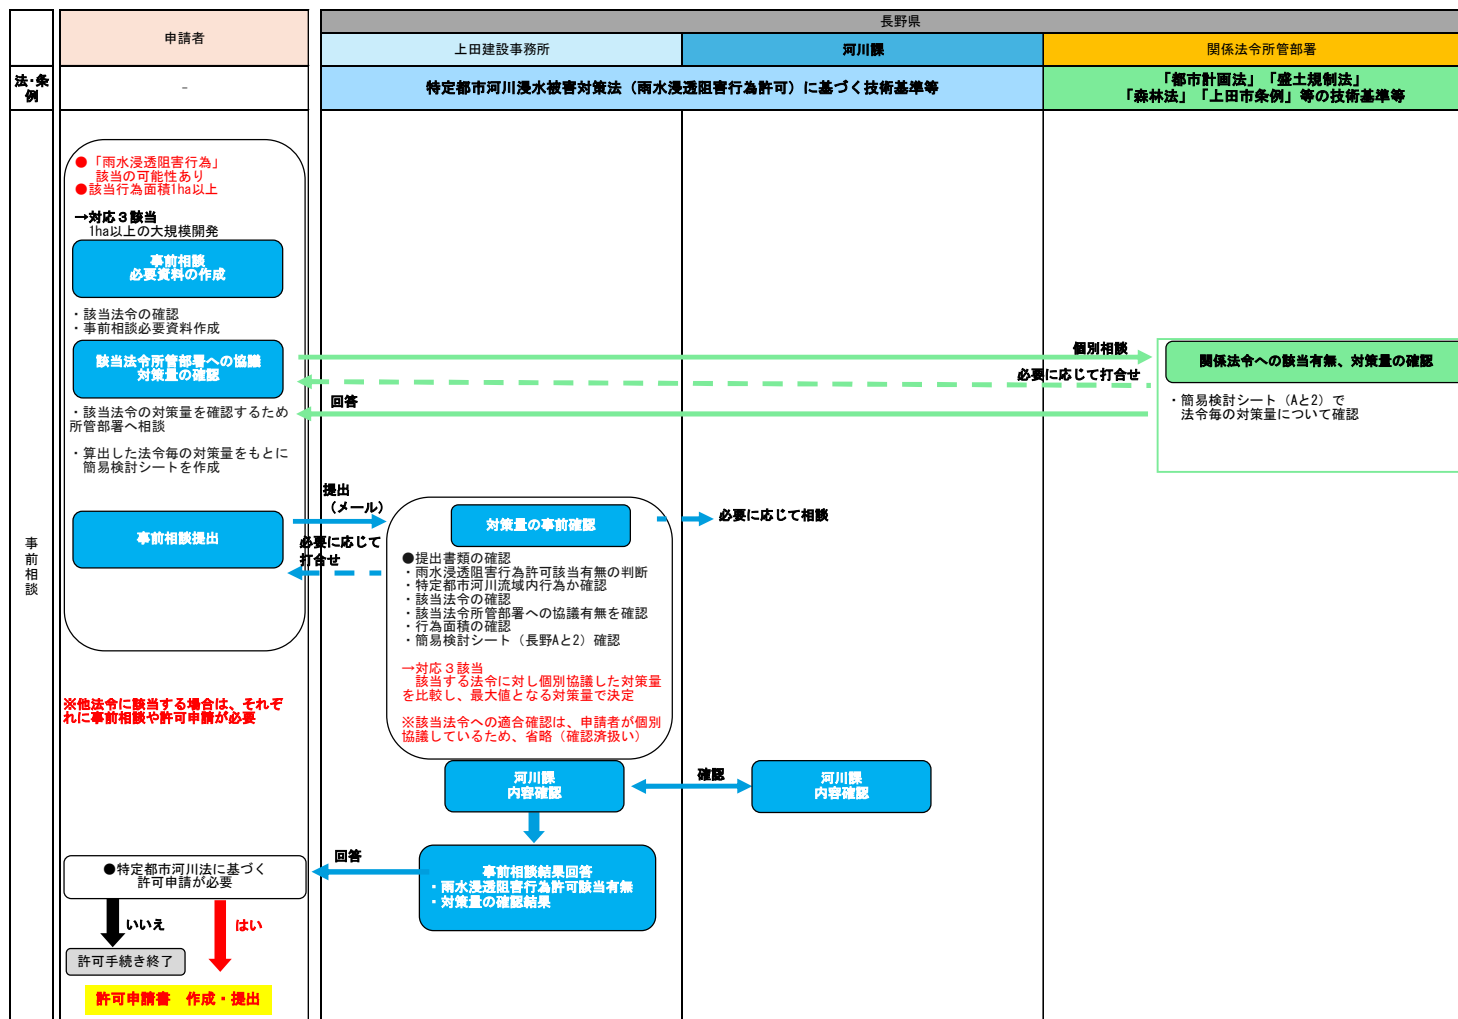 申請者
長野県
上田建設事務所
河川課
関係法令所管部署
法・条
例
-
特定都市河川浸水被害対策法（雨水浸透阻害行為許可）に基づく技術基準等
「都市計画法」「盛土規制法」
「森林法」「上田市条例」等の技術基準等
事前相談
●「雨水浸透阻害行為」
該当の可能性あり
●該当行為面積1ha以上
→対応３該当
1ha以上の大規模開発
事前相談
必要資料の作成
・該当法令の確認
・事前相談必要資料作成
該当法令所管部署への協議
対策量の確認
・該当法令の対策量を確認するため
所管部署へ相談
・算出した法令毎の対策量をもとに
簡易検討シートを作成
個別相談
必要に応じて打合せ
回答
関係法令への該当有無、対策量の確認
・簡易検討シート（Aと2）で
法令毎の対策量について確認
事前相談提出
提出
（メール）
必要に応じて
打合せ
対策量の事前確認
必要に応じて相談
●提出書類の確認
・雨水浸透阻害行為許可該当有無の判断
・特定都市河川流域内行為か確認
・該当法令の確認
・該当法令所管部署への協議有無を確認
・行為面積の確認
・簡易検討シート（長野Aと2）確認
→対応３該当
該当する法令に対し個別協議した対策量
を比較し、最大値となる対策量で決定
※該当法令への適合確認は、申請者が個別
協議しているため、省略（確認済扱い）
※他法令に該当する場合は、それぞ
れに事前相談や許可申請が必要
河川課
内容確認
確認
河川課
内容確認
事前相談結果回答
・雨水浸透阻害行為許可該当有無
・対策量の確認結果
回答
●特定都市河川法に基づく
許可申請が必要
いいえ
はい
許可手続き終了
許可申請書　作成・提出